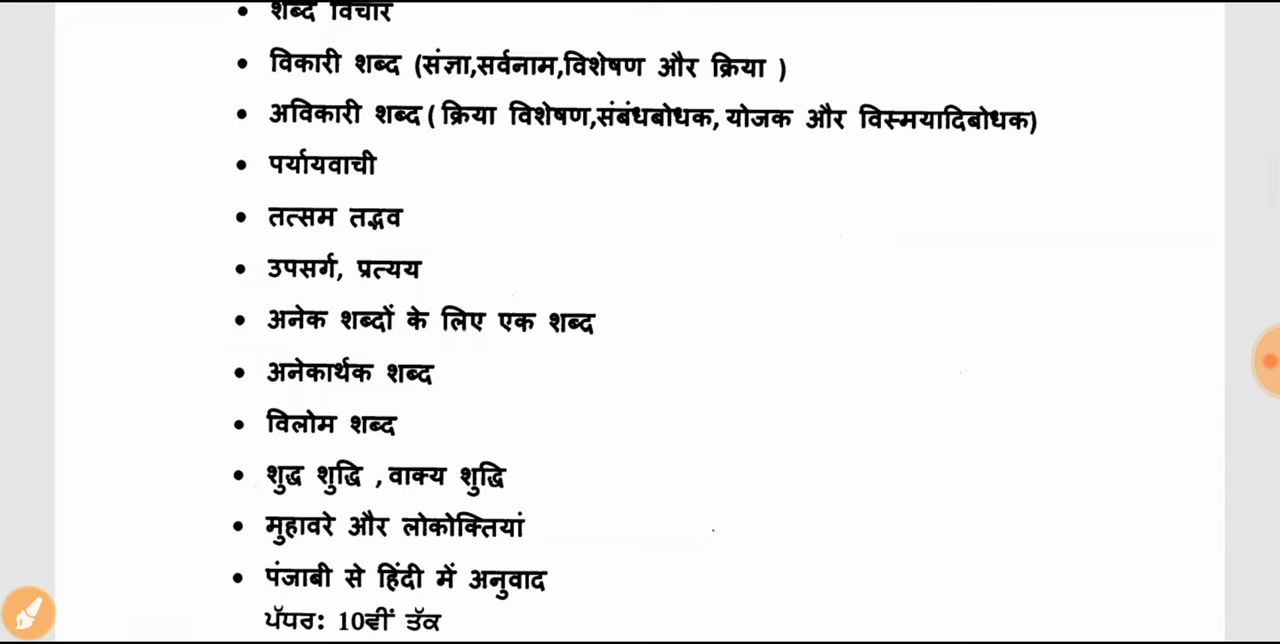 • शब्द विचार
• विकारी शब्द (संज्ञा,सर्वनाम,विशेषण और क्रिया )
• अविकारी शब्द ( क्रिया विशेषण,संबंधबोधक, योजक और विस्मयादिबोधक)
• पर्यायवाची
• तत्सम तद्भव
• उपसर्ग, प्रत्यय
• अनेक शब्दों के लिए एक शब्द
• अनेकार्थक शब्द
• विलोम शब्द
• शुद्ध शुद्धि , वाक्य शुद्धि
• मुहावरे और लोकोक्तियां
• पंजाबी से हिंदी में अनुवाद
ਪੱਧਰ: 10ਵੀਂ ਤੱਕ